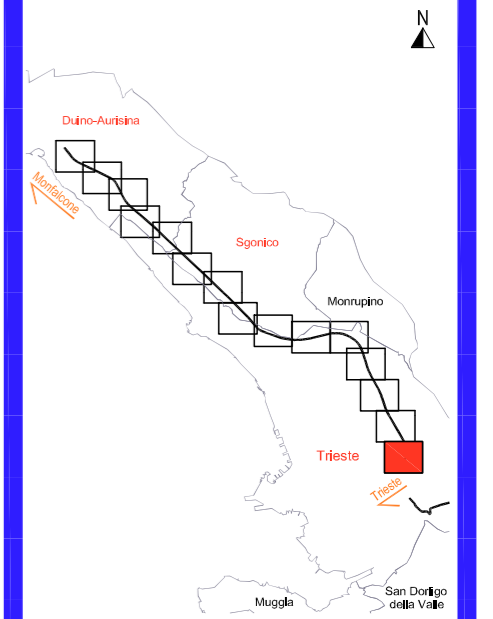 N
Duino-Aurisina
Monfalcone
Sgonico
Monrupino
Trieste
Trieste
Muggia
San Dorligo
della Valle